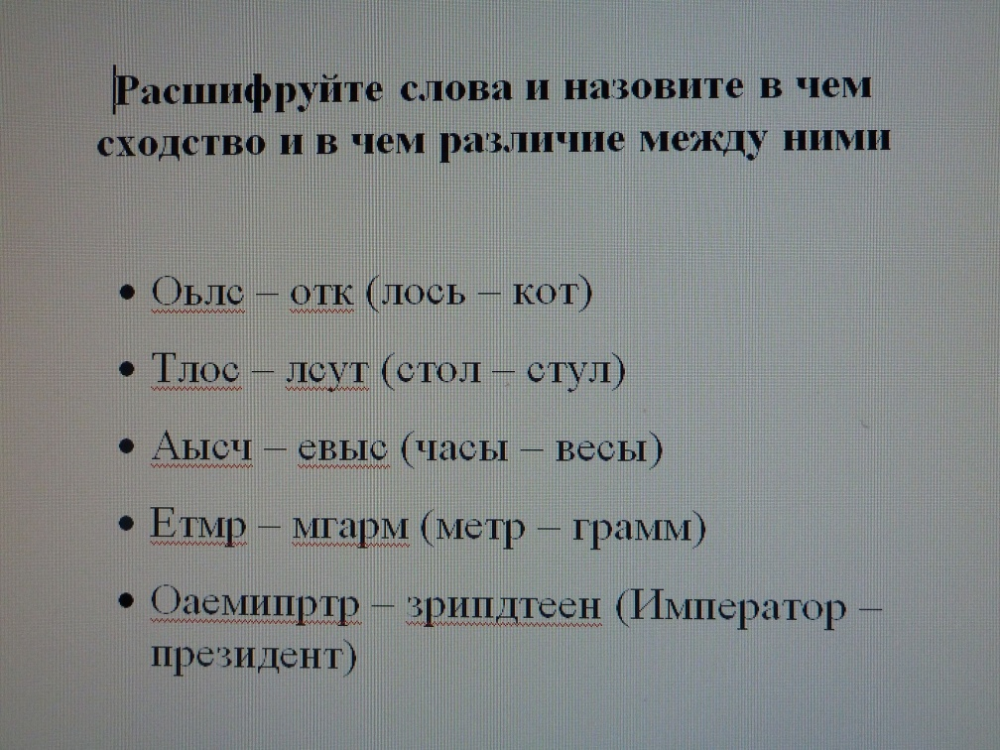 Расшифруйте слова и назовите в чем
сходство и в чем различие между ними
• Оьлс – отк (лось – кот)
• Тлос – лсут (стол – стул)
• Аысч – евыс (часы – весы)
• Етмр – мгарм (метр – грамм)
• Оаемипртр – зрипдтеен (Император –
президент)